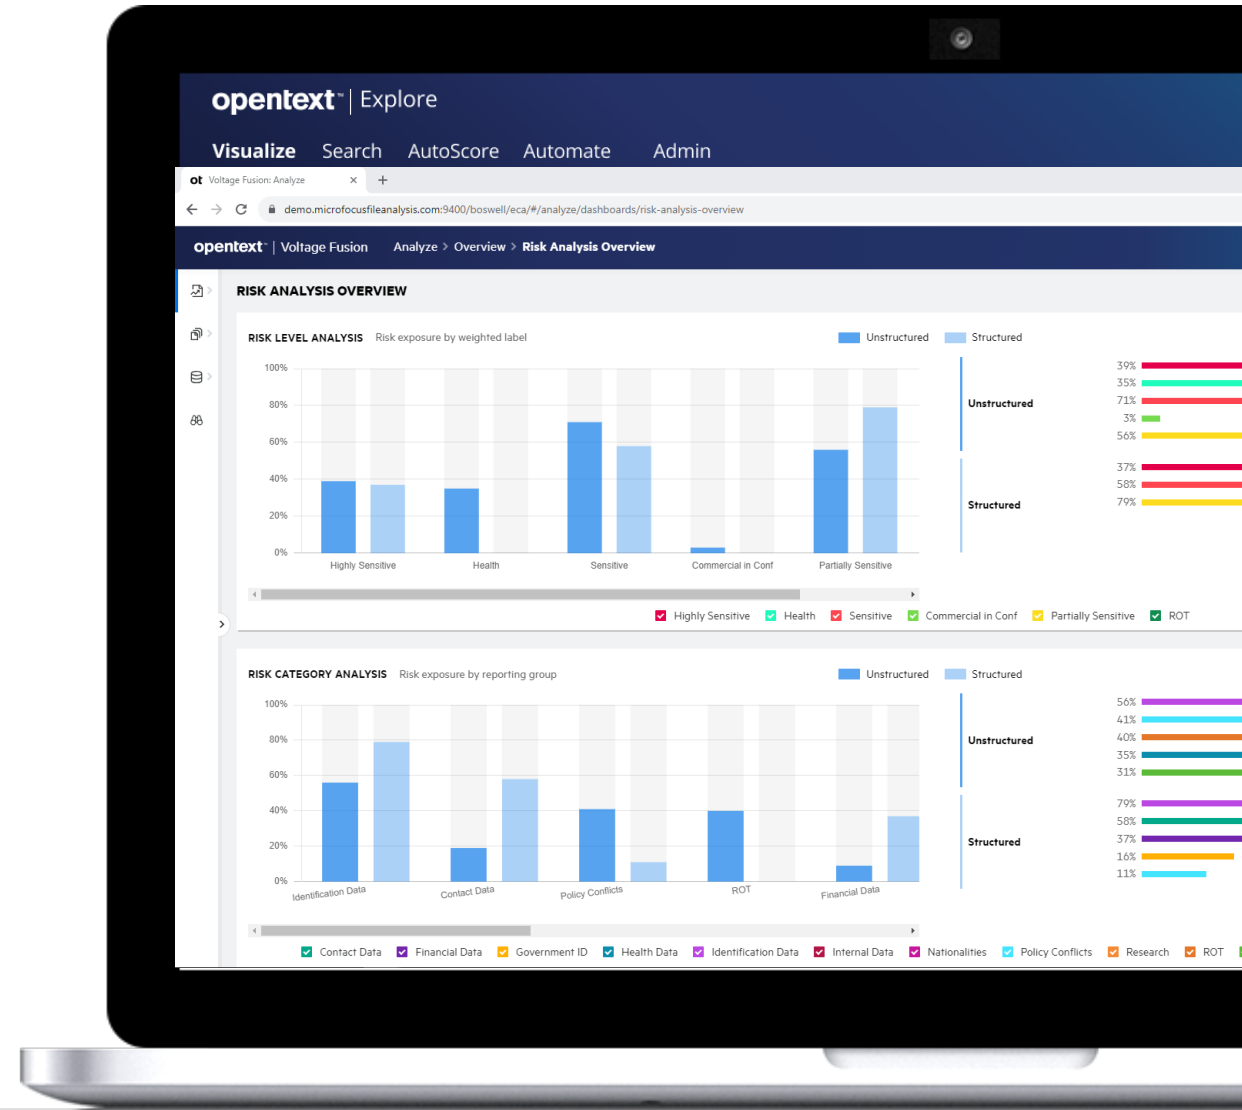 opentext™ | Explore
Visualize Search AutoScore Automate Admin
ot Voltage Fusion: Analyze × +
demo.microfocusfileanalysis.com:9400/boswell/eca/#/analyze/dashboards/risk-analysis-overview
opentext™ | Voltage Fusion Analyze > Overview > Risk Analysis Overview
RISK ANALYSIS OVERVIEW
RISK LEVEL ANALYSIS Risk exposure by weighted label Unstructured Structured
100%
80%
60%
40%
20%
0%
Highly Sensitive Health Sensitive Commercial in Conf Partially Sensitive
Unstructured
39%
35%
71%
3%
56%
Structured
37%
58%
79%
Highly Sensitive Health Sensitive Commercial in Conf Partially Sensitive ROT
RISK CATEGORY ANALYSIS Risk exposure by reporting group Unstructured Structured
100%
80%
60%
40%
20%
0%
Identification Data Contact Data Policy Conflicts ROT Financial Data
Unstructured
56%
41%
40%
35%
31%
Structured
79%
58%
37%
16%
11%
Contact Data Financial Data Government ID Health Data Identification Data Internal Data Nationalities Policy Conflicts Research ROT